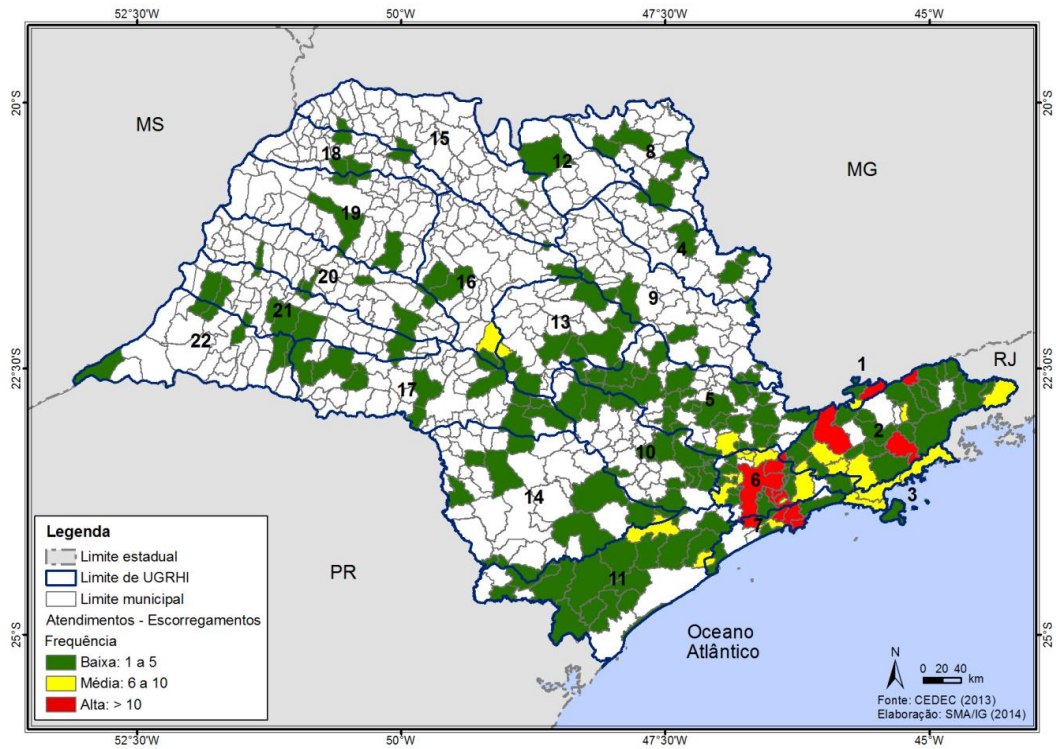 52°30'W 50°W 47°30'W 45°W
20°S 20°S
MS
15
18
12
8
MG
19
4
16
20
9
21
13
22
22°30'S 22°30'S
1
RJ
17
5
2
10
6
3
14
7
11
PR
Oceano
Atlântico
25°S 25°S
Legenda
Limite estadual
Limite de UGRHI
Limite municipal
Atendimentos - Escorregamentos
Frequência
Baixa: 1 a 5
Média: 6 a 10
Alta: > 10
N
0 20 40
km
Fonte: CEDEC (2013)
Elaboração: SMA/IG (2014)
52°30'W 50°W 47°30'W 45°W